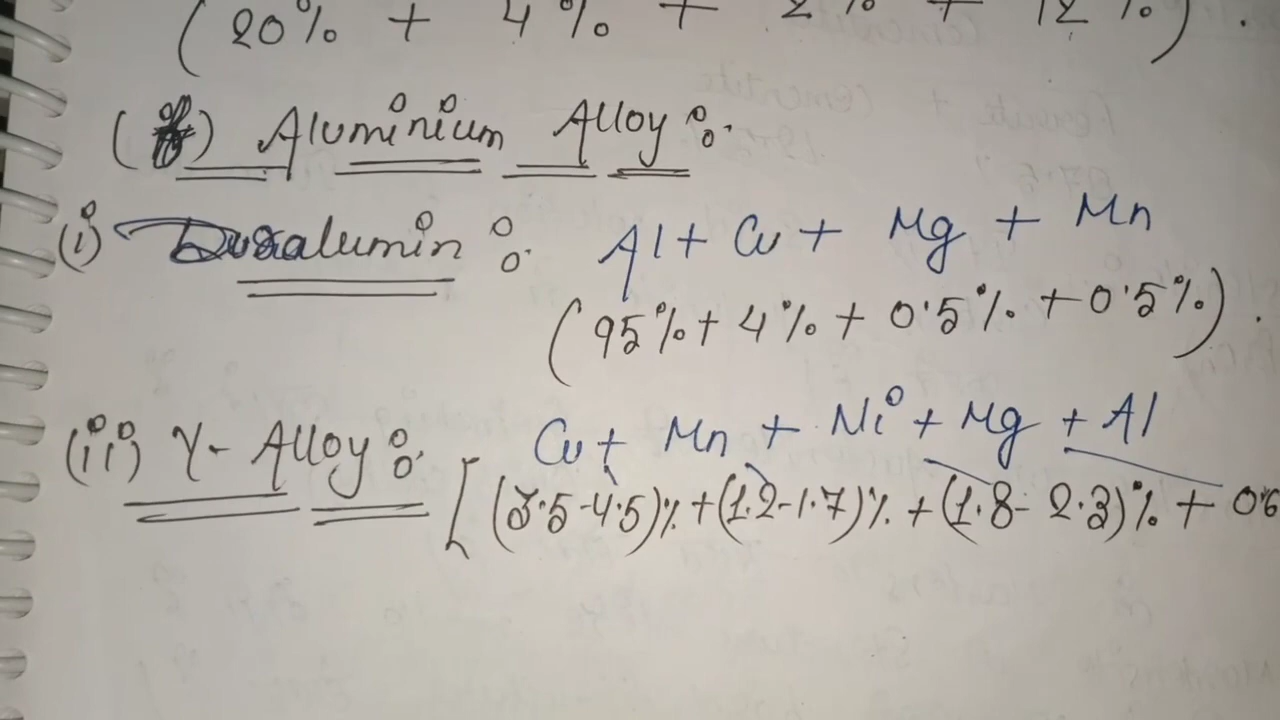 (20% + 4% + 2% + 12%).
( ) Aluminium Alloy :-
(i) Duralumin : Al + Cu + Mg + Mn
(95% + 4% + 0.5% + 0.5%).
(ii) Y- Alloy : Cu + Mn + Ni + Mg + Al
[(3.5-4.5)% + (1.2-1.7)% + (1.8- 2.3)% + 0.6